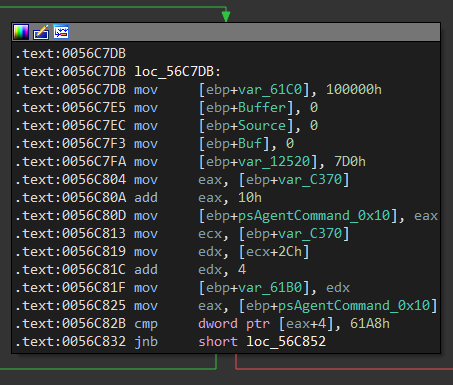 .text:0056C7DB
.text:0056C7DB loc_56C7DB:
.text:0056C7DB mov [ebp+var_61C0], 100000h
.text:0056C7E5 mov [ebp+Buffer], 0
.text:0056C7EC mov [ebp+Source], 0
.text:0056C7F3 mov [ebp+Buf], 0
.text:0056C7FA mov [ebp+var_12520], 7D0h
.text:0056C804 mov eax, [ebp+var_C370]
.text:0056C80A add eax, 10h
.text:0056C80D mov [ebp+psAgentCommand_0x10], eax
.text:0056C813 mov ecx, [ebp+var_C370]
.text:0056C819 mov edx, [ecx+2Ch]
.text:0056C81C add edx, 4
.text:0056C81F mov [ebp+var_61B0], edx
.text:0056C825 mov eax, [ebp+psAgentCommand_0x10]
.text:0056C82B cmp dword ptr [eax+4], 61A8h
.text:0056C832 jnb short loc_56C852